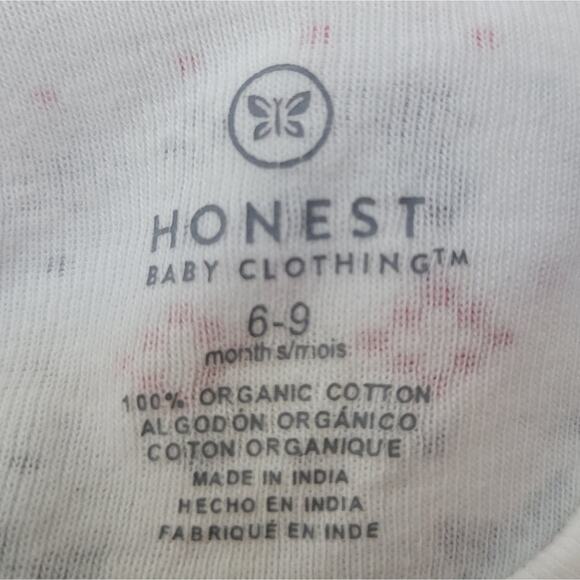 HONEST
BABY CLOTHING™
6-9
months/mois
100% ORGANIC COTTON
ALGODÓN ORGÁNICO
COTON ORGANIQUE
MADE IN INDIA
HECHO EN INDIA
FABRIQUÉ EN INDE